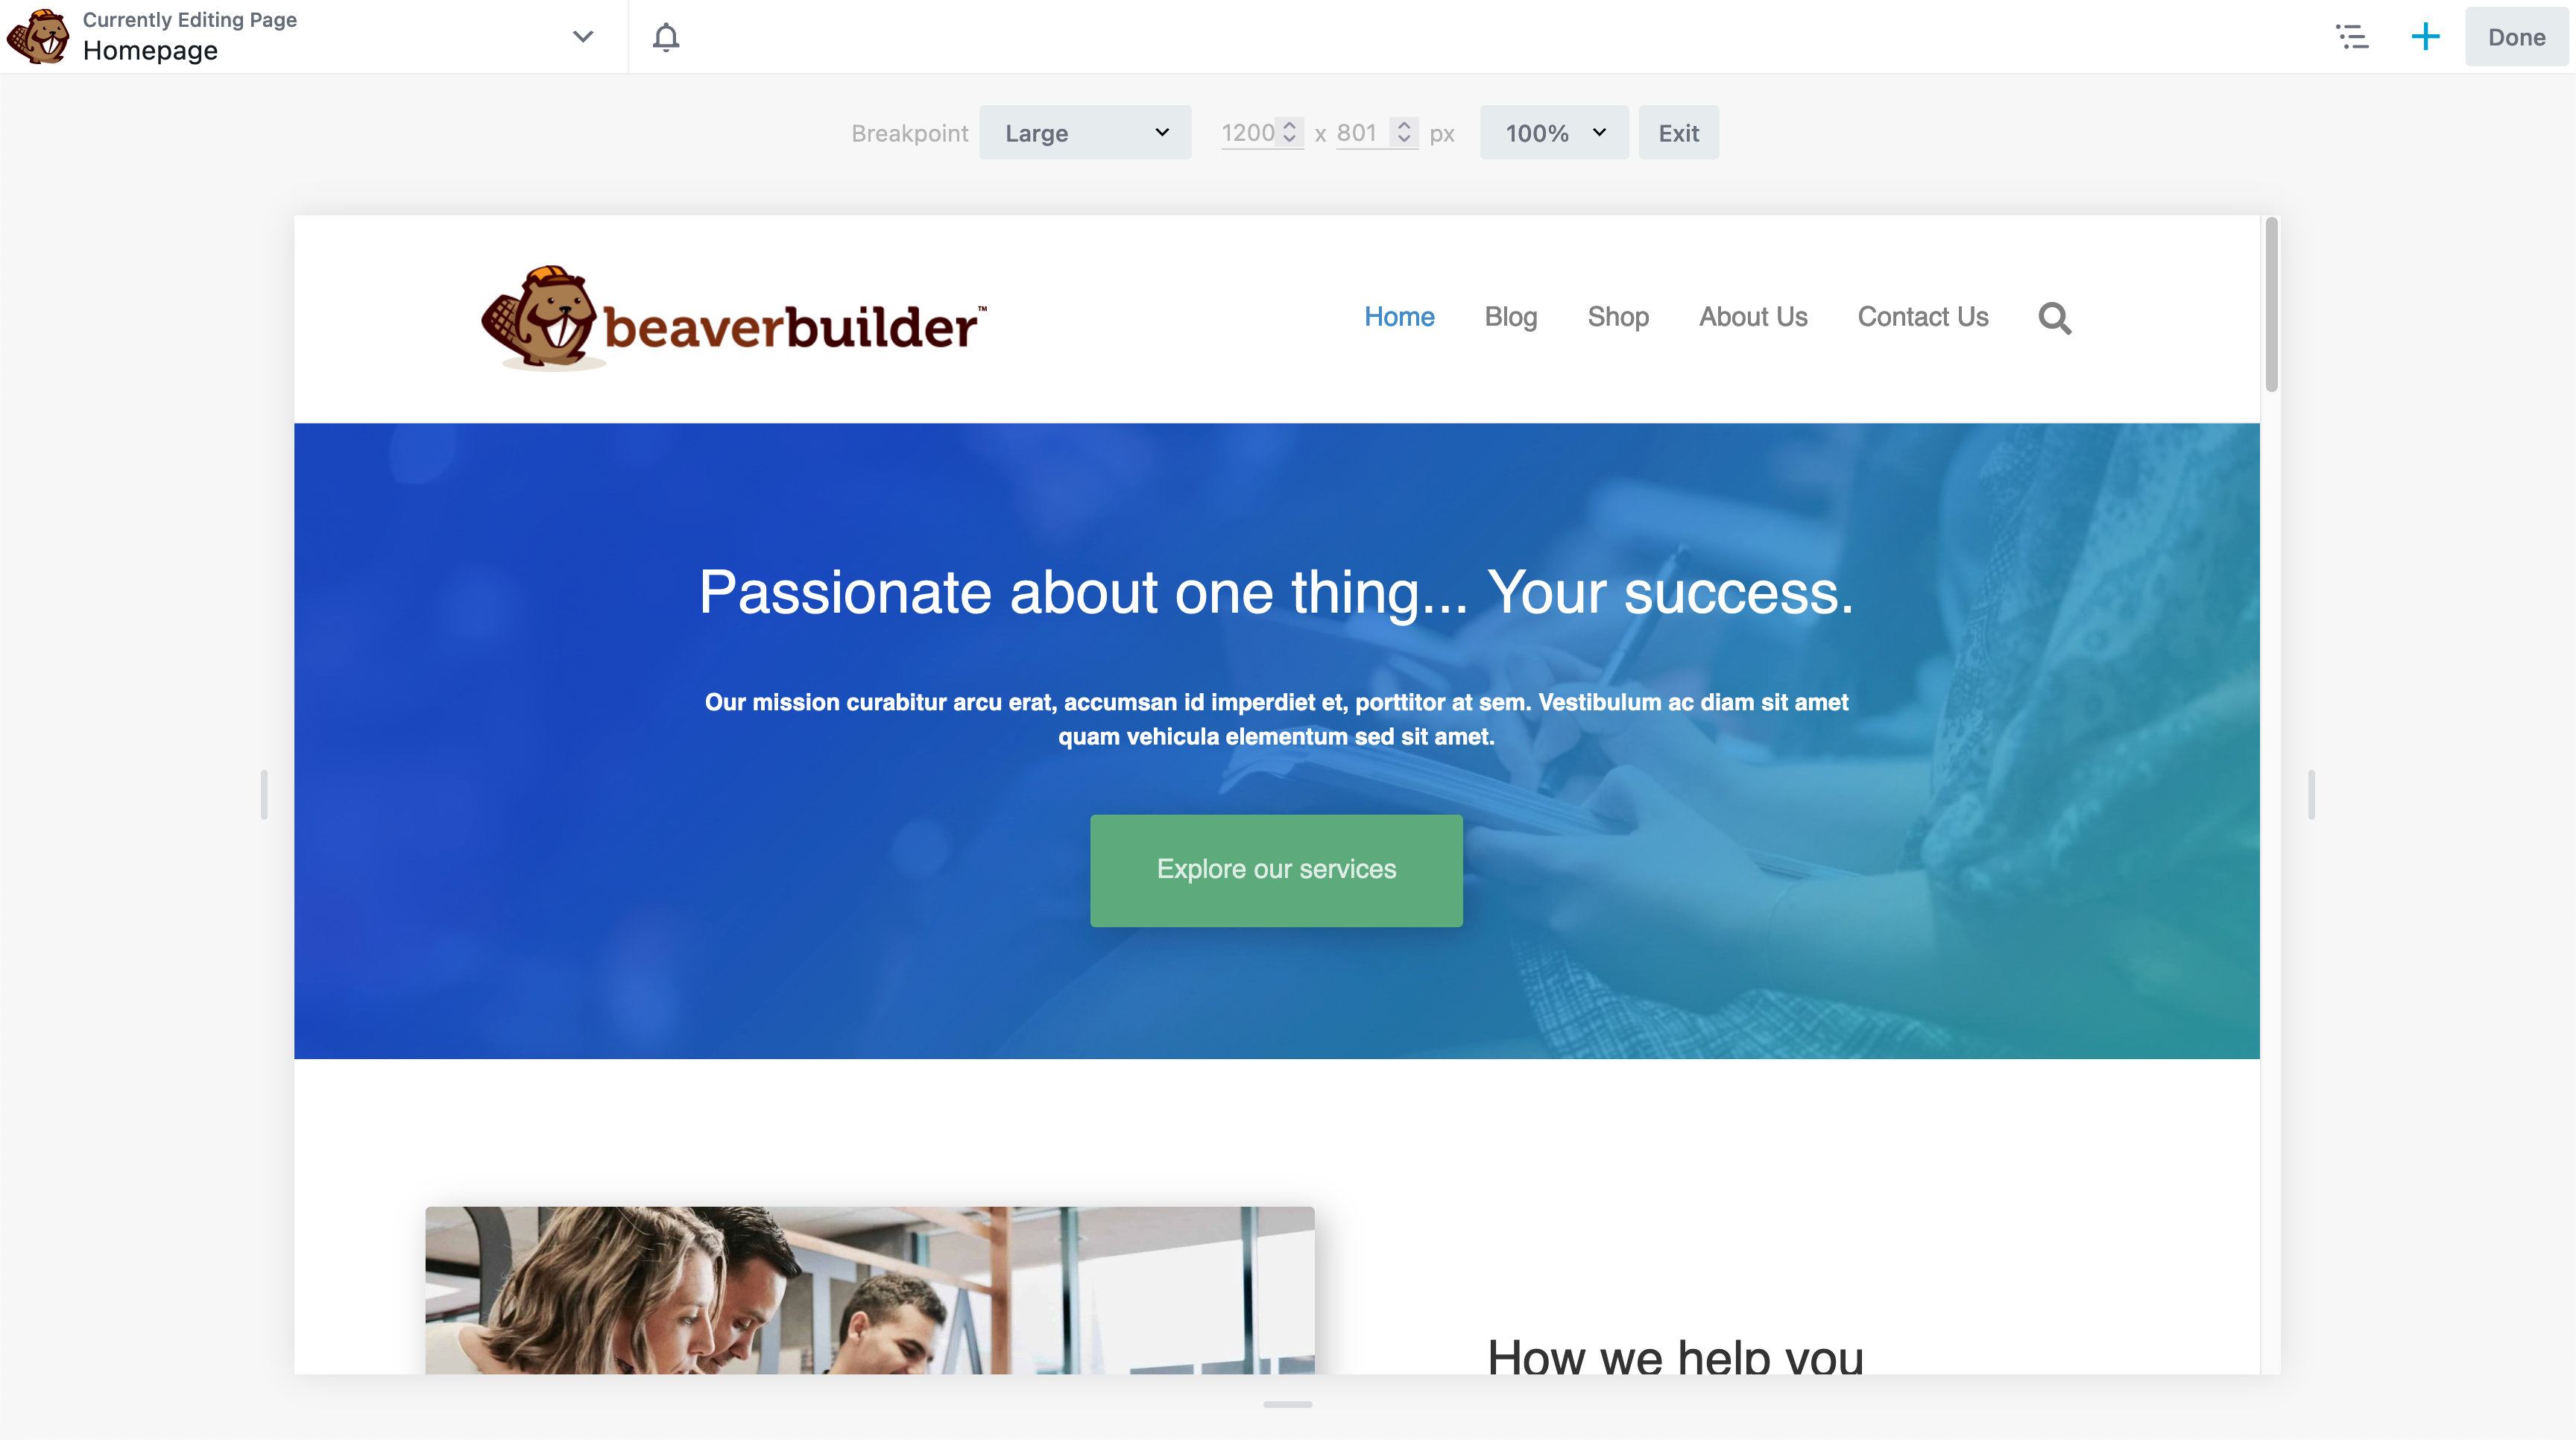 Currently Editing Page
Homepage
Done
Breakpoint Large 1200 x 801 px 100% Exit
beaverbuilder™
Home Blog Shop About Us Contact Us
Passionate about one thing... Your success.
Our mission curabitur arcu erat, accumsan id imperdiet et, porttitor at sem. Vestibulum ac diam sit amet
quam vehicula elementum sed sit amet.
Explore our services
How we help you